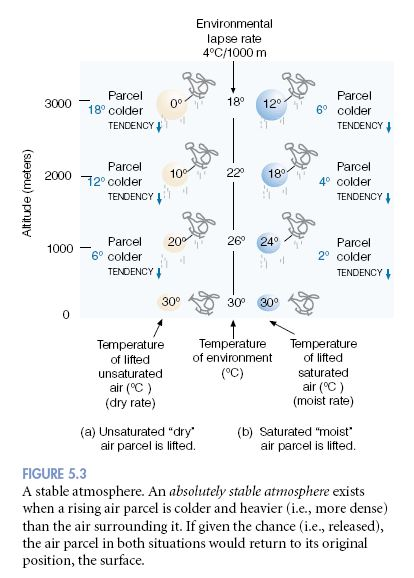 Environmental
lapse rate
4°C/1000 m
Altitude (meters)
3000
Parcel
18° colder
TENDENCY
0°
18°
12°
Parcel
6° colder
TENDENCY
2000
Parcel
12° colder
TENDENCY
10°
22°
18°
Parcel
4° colder
TENDENCY
1000
Parcel
6° colder
TENDENCY
20°
26°
24°
Parcel
2° colder
TENDENCY
0
30°
30°
30°
Temperature
of lifted
unsaturated
air (°C )
(dry rate)
Temperature
of environment
(°C)
Temperature
of lifted
saturated
air (°C )
(moist rate)
(a) Unsaturated “dry”
air parcel is lifted.
(b) Saturated “moist”
air parcel is lifted.
FIGURE 5.3
A stable atmosphere. An absolutely stable atmosphere exists
when a rising air parcel is colder and heavier (i.e., more dense)
than the air surrounding it. If given the chance (i.e., released),
the air parcel in both situations would return to its original
position, the surface.